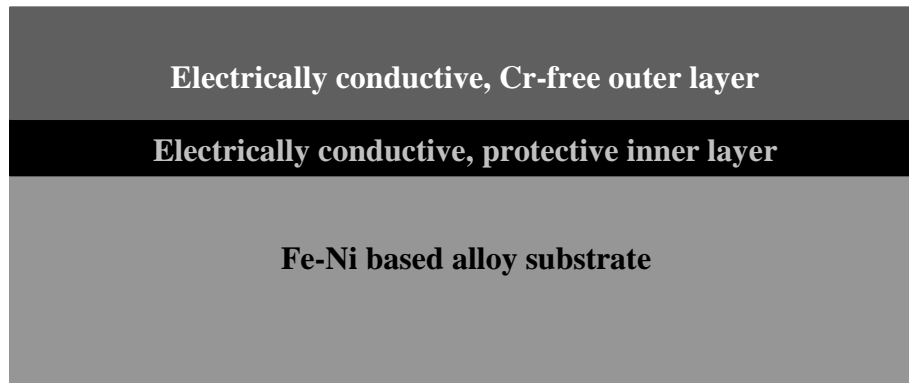 Electrically conductive, Cr-free outer layer
Electrically conductive, protective inner layer
Fe-Ni based alloy substrate